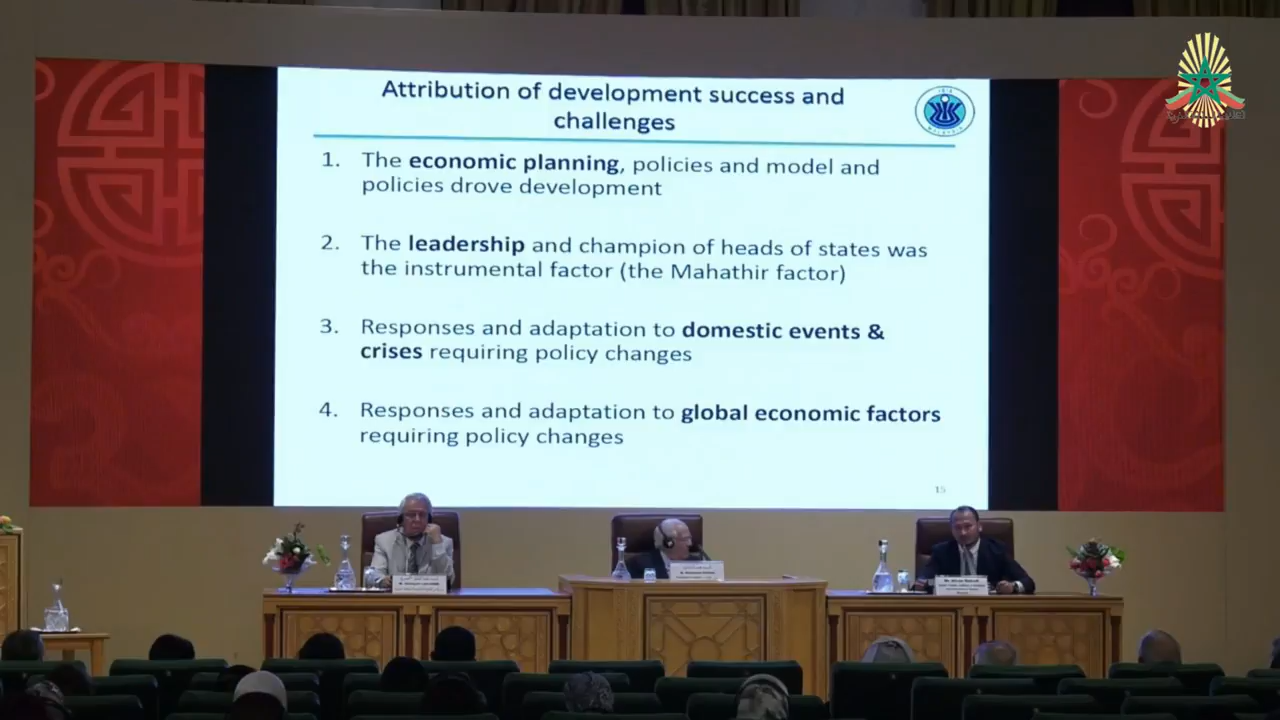 Attribution of development success and
challenges
MALAYSIA
1. The economic planning, policies and model and
policies drove development
2. The leadership and champion of heads of states was
the instrumental factor (the Mahathir factor)
3. Responses and adaptation to domestic events &
crises requiring policy changes
4. Responses and adaptation to global economic factors
requiring policy changes
15